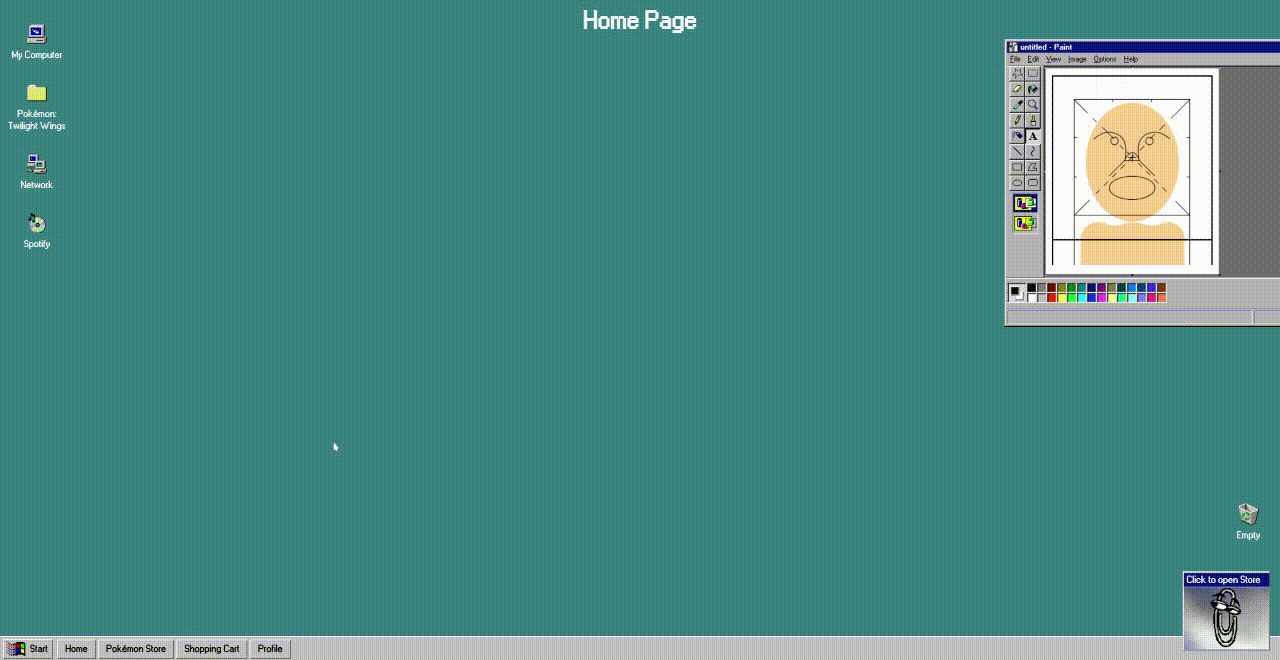 Home Page
My Computer
Pokémon:
Twilight Wings
Network
Spotify
untitled - Paint
File Edit View Image Options Help
A
Empty
Click to open Store
Start Home Pokémon Store Shopping Cart Profile